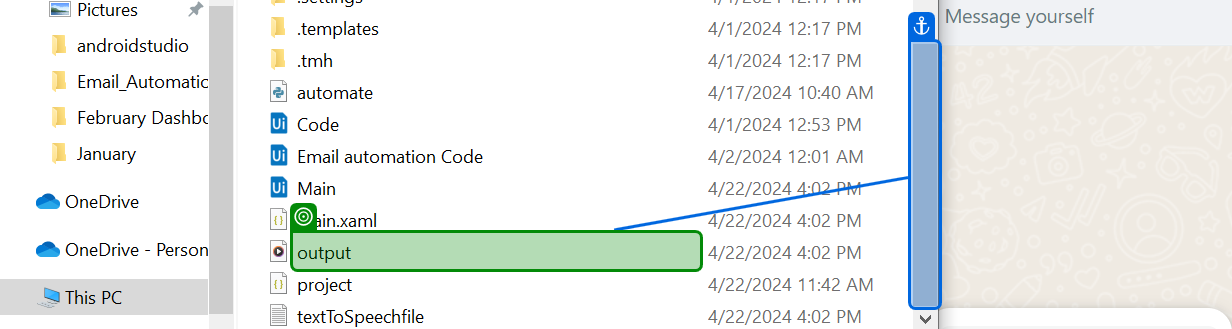 Pictures
androidstudio
Email_Automatic
February Dashbo
January
OneDrive
OneDrive - Person
This PC
.settings 4/1/2024 12:17 PM
.templates 4/1/2024 12:17 PM
.tmh 4/1/2024 12:17 PM
automate 4/17/2024 10:40 AM
Code 4/1/2024 12:53 PM
Email automation Code 4/2/2024 12:01 AM
Main 4/22/2024 4:02 PM
ain.xaml 4/22/2024 4:02 PM
output 4/22/2024 4:02 PM
project 4/22/2024 11:42 AM
textToSpeechfile 4/22/2024 4:02 PM
Message yourself